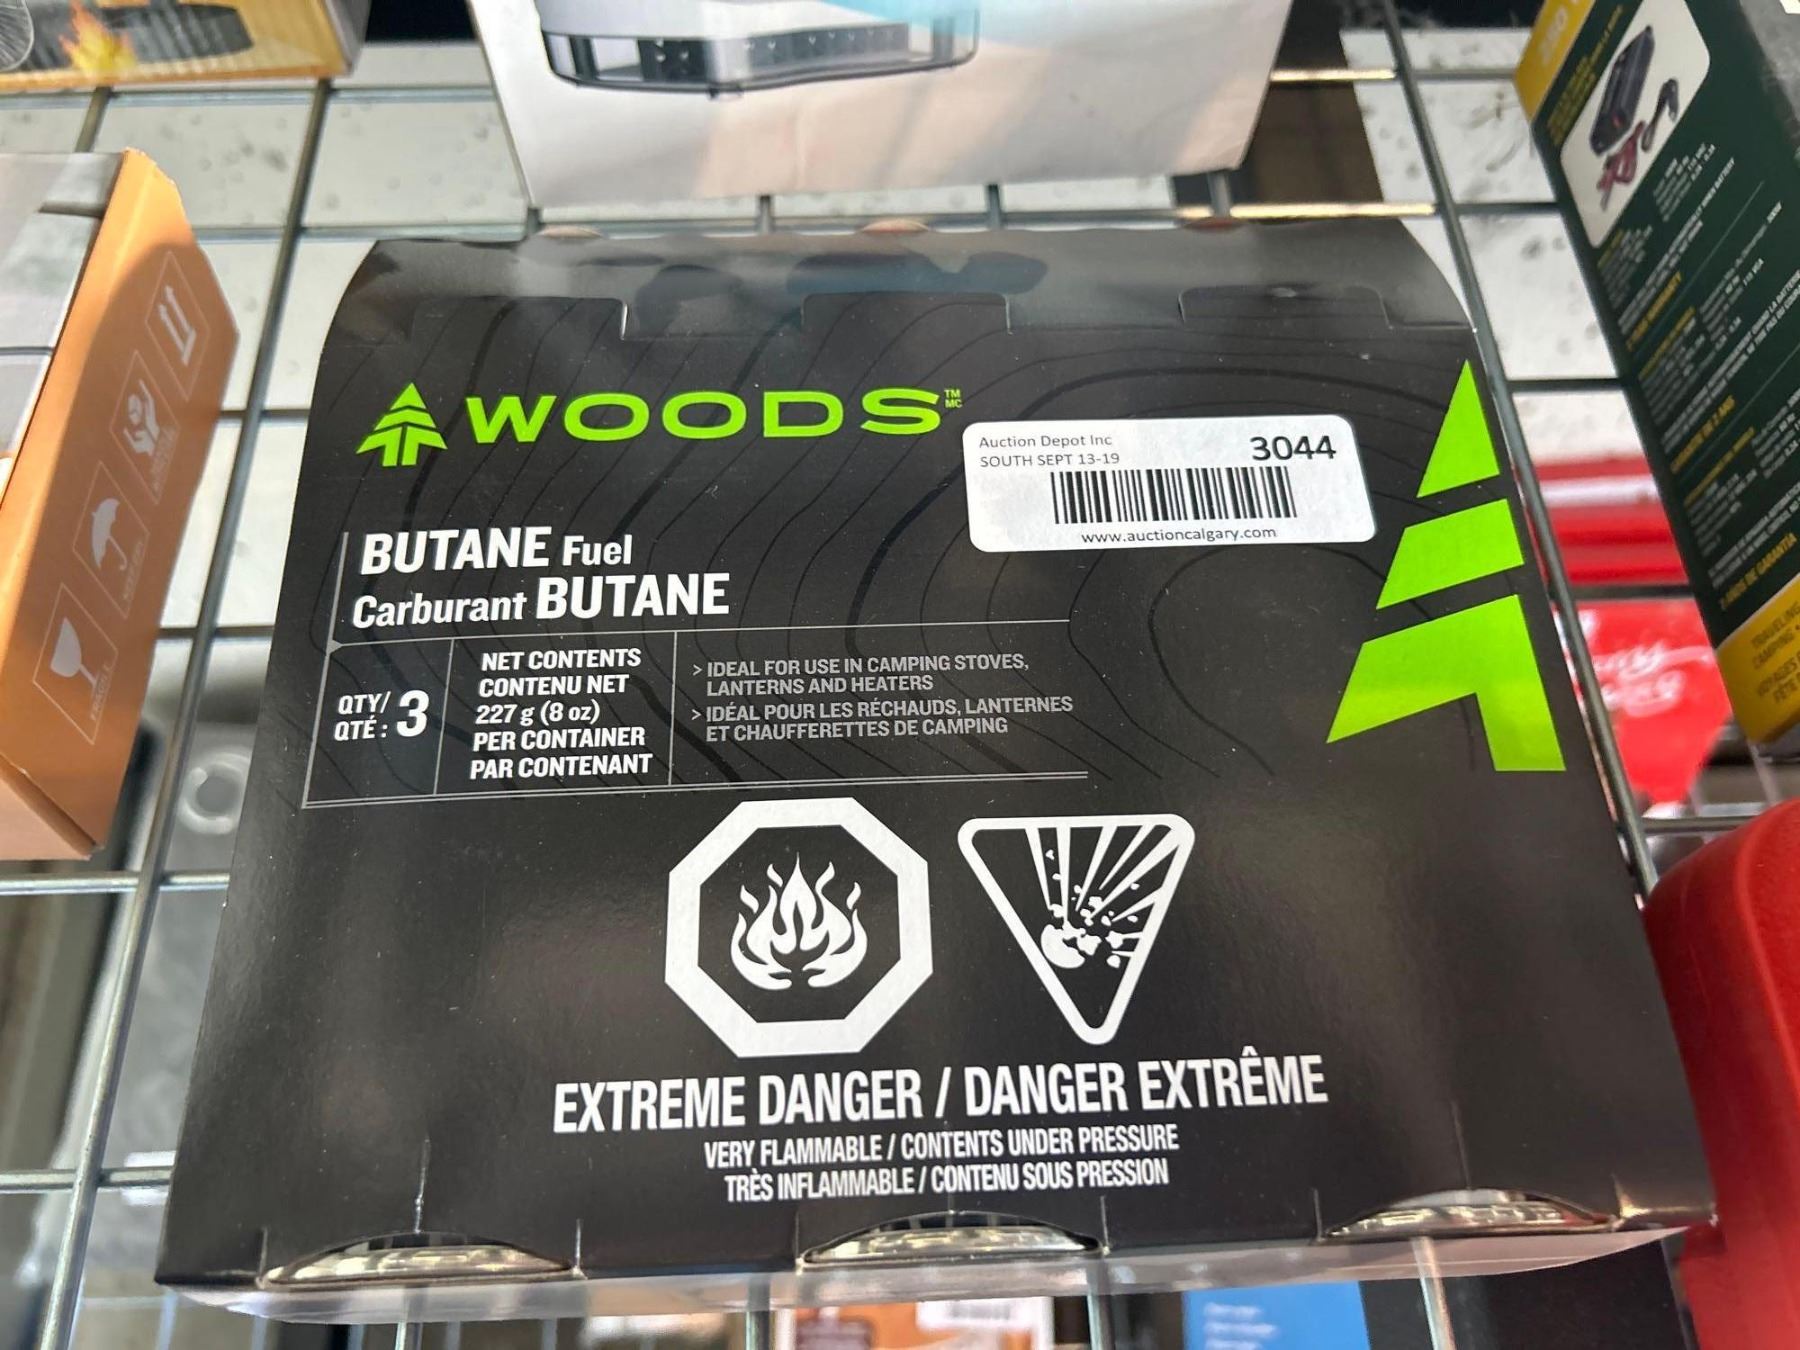 WOODS™
MC
Auction Depot Inc
SOUTH SEPT 13-19
3044
www.auctioncalgary.com
BUTANE Fuel
Carburant BUTANE
QTY/
QTÉ : 3
NET CONTENTS
CONTENU NET
227 g (8 oz)
PER CONTAINER
PAR CONTENANT
> IDEAL FOR USE IN CAMPING STOVES,
LANTERNS AND HEATERS
> IDÉAL POUR LES RÉCHAUDS, LANTERNES
ET CHAUFFERETTES DE CAMPING
EXTREME DANGER / DANGER EXTRÊME
VERY FLAMMABLE / CONTENTS UNDER PRESSURE
TRÈS INFLAMMABLE / CONTENU SOUS PRESSION
FRAGILE